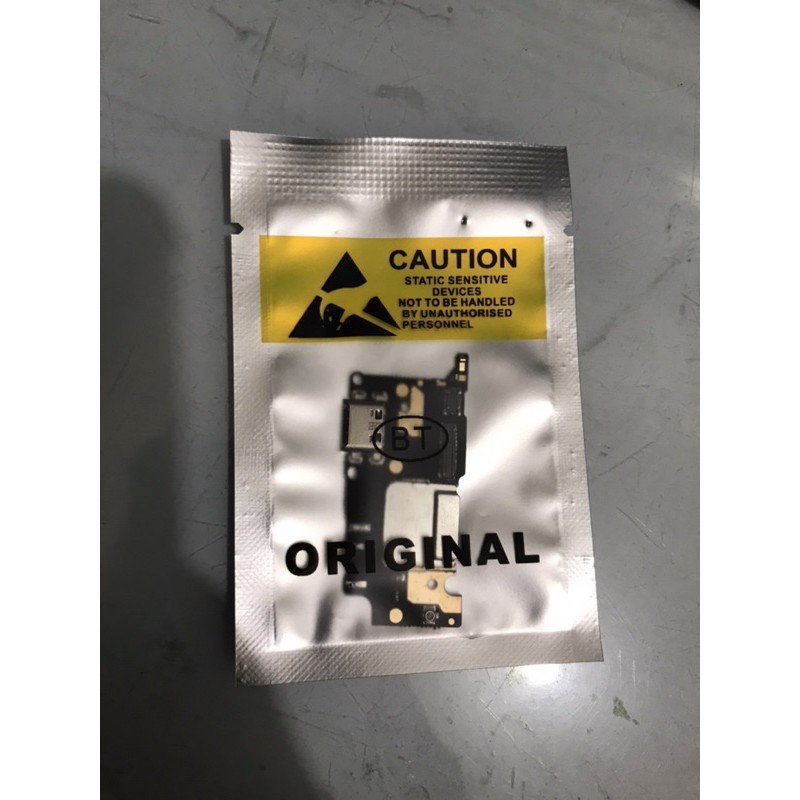 CAUTION
STATIC SENSITIVE
DEVICES
NOT TO BE HANDLED
BY UNAUTHORISED
PERSONNEL
BT
ORIGINAL